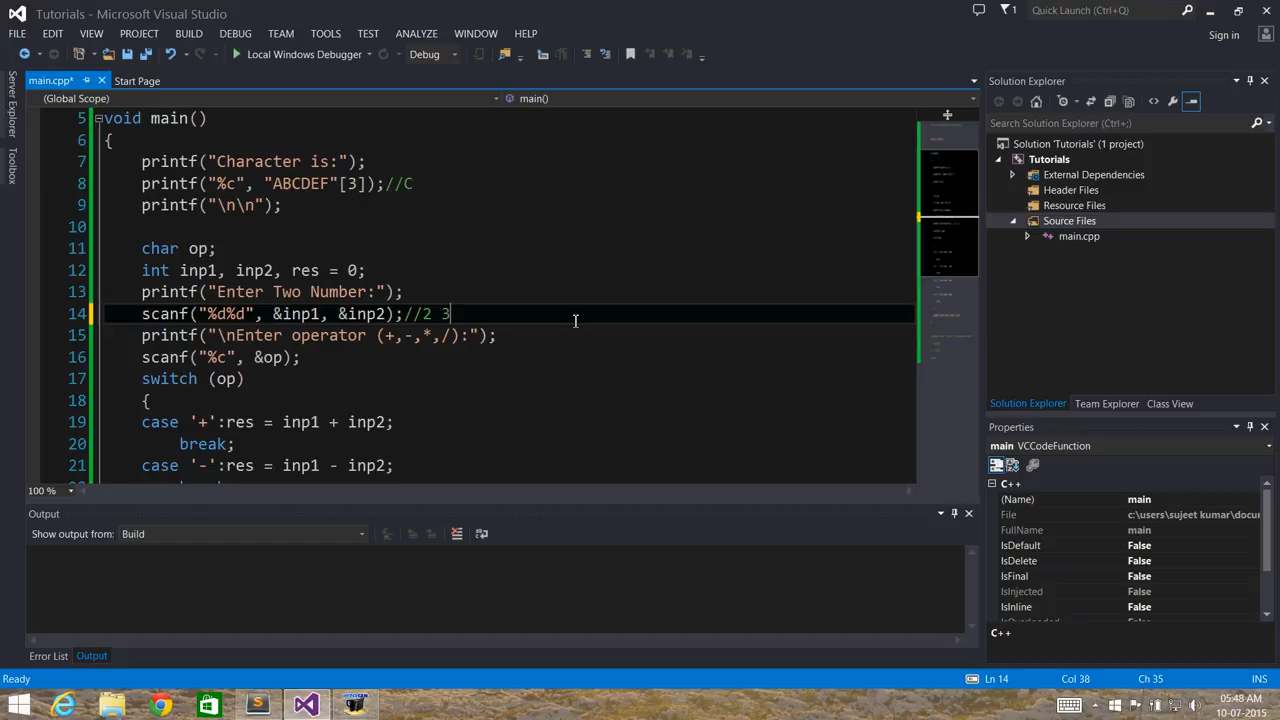 Tutorials - Microsoft Visual Studio
1
Quick Launch (Ctrl+Q)
FILE EDIT VIEW PROJECT BUILD DEBUG TEAM TOOLS TEST ANALYZE WINDOW HELP
Sign in
Local Windows Debugger Debug
Server Explorer
Toolbox
main.cpp* Start Page
(Global Scope) main()
5 void main()
6 {
7 printf("Character is:");
8 printf("%c", "ABCDEF"[3]);//C
9 printf("\n\n");
10
11 char op;
12 int inp1, inp2, res = 0;
13 printf("Enter Two Number:");
14 scanf("%d%d", &inp1, &inp2);//2 3
15 printf("\nEnter operator (+,-,*,/):");
16 scanf("%c", &op);
17 switch (op)
18 {
19 case '+':res = inp1 + inp2;
20 break;
21 case '-':res = inp1 - inp2;
100 %
Output
Show output from: Build
Error List Output
Solution Explorer
Search Solution Explorer (Ctrl+;)
Solution 'Tutorials' (1 project)
Tutorials
External Dependencies
Header Files
Resource Files
Source Files
main.cpp
Solution Explorer Team Explorer Class View
Properties
main VCCodeFunction
C++
(Name) main
File c:\users\sujeet kumar\docu
FullName main
IsDefault False
IsDelete False
IsFinal False
IsInjected False
IsInline False
C++
Ready Ln 14 Col 38 Ch 35 INS
05:48 AM
10-07-2015